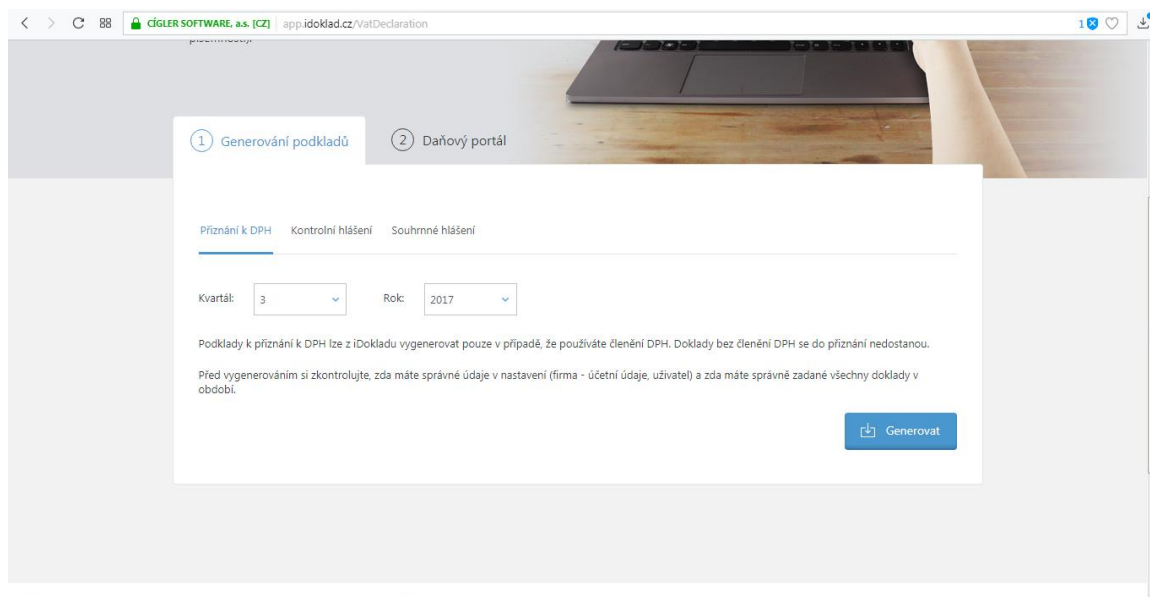 CÍGLER SOFTWARE, a.s. [CZ] app.idoklad.cz/VatDeclaration 1
1 Generování podkladů 2 Daňový portál
Přiznání k DPH Kontrolní hlášení Souhrnné hlášení
Kvartál: 3 Rok: 2017
Podklady k přiznání k DPH lze z iDokladu vygenerovat pouze v případě, že používáte členění DPH. Doklady bez členění DPH se do přiznání nedostanou.
Před vygenerováním si zkontrolujte, zda máte správné údaje v nastavení (firma - účetní údaje, uživatel) a zda máte správně zadané všechny doklady v
období.
Generovat